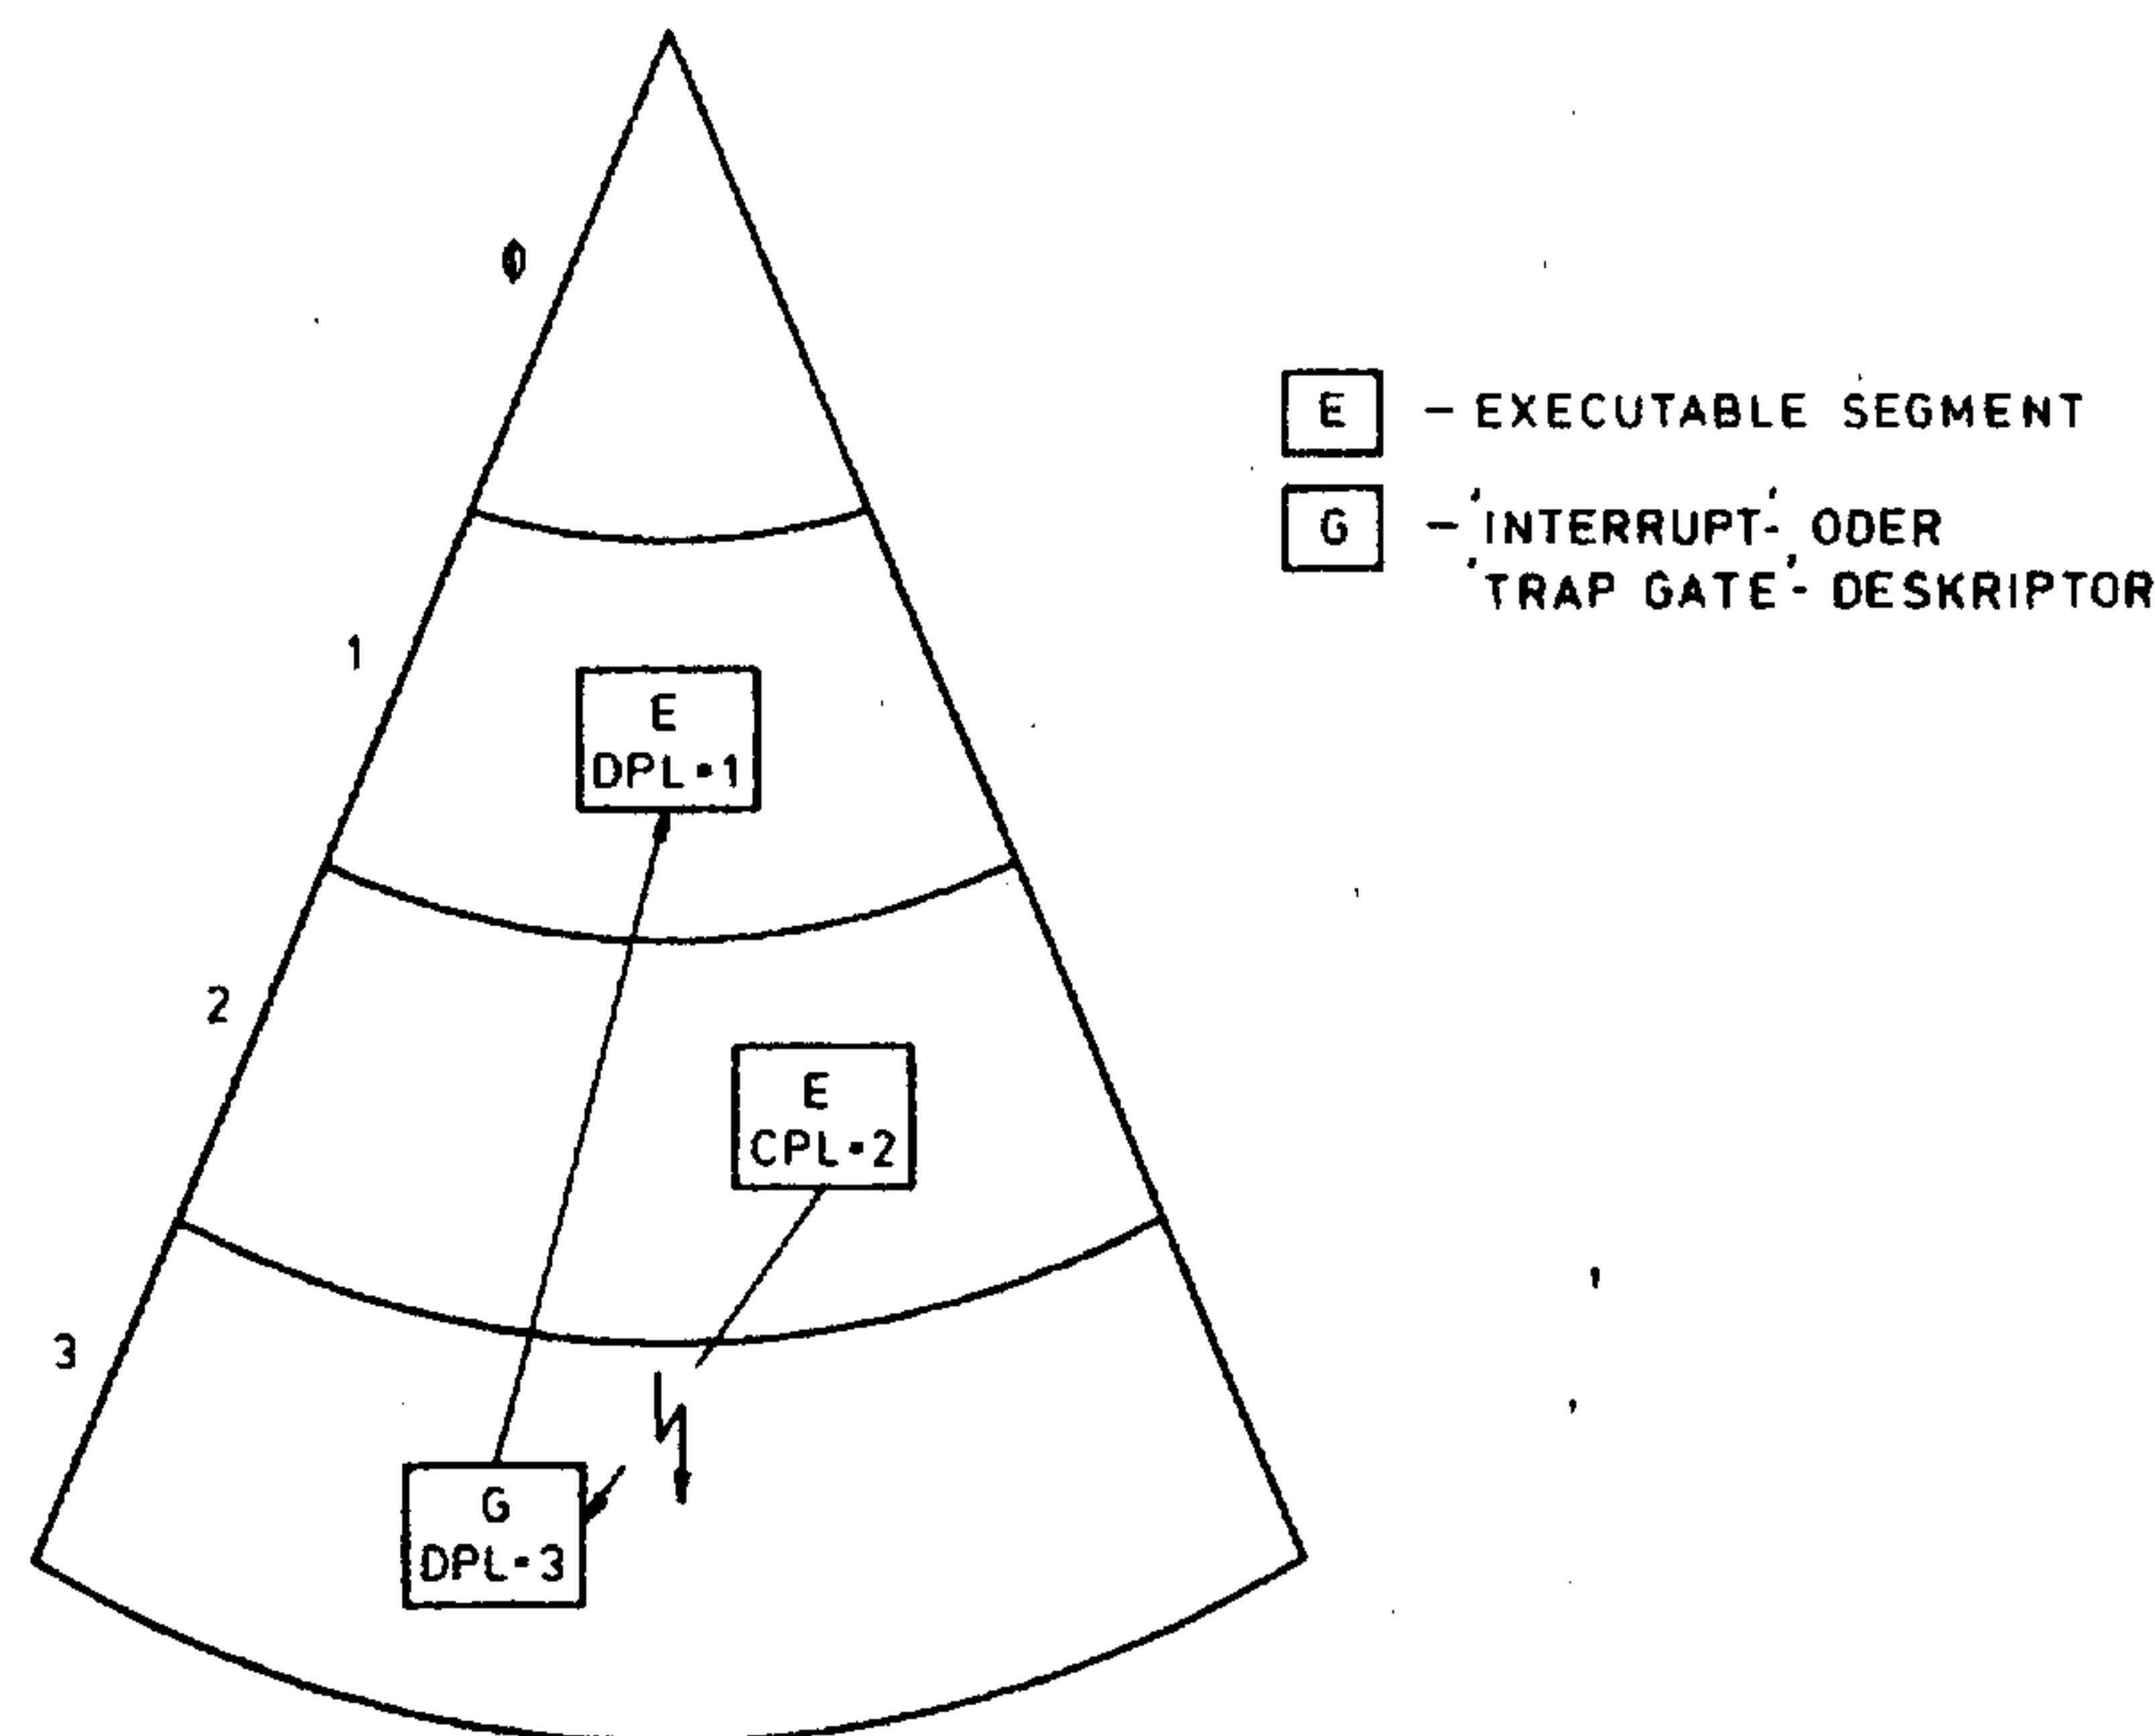 0
E - EXECUTABLE SEGMENT
G - 'INTERRUPT'- ODER
'TRAP GATE'- DESKRIPTOR
1
E
DPL=1
2
E
CPL=2
3
G
DPL=3